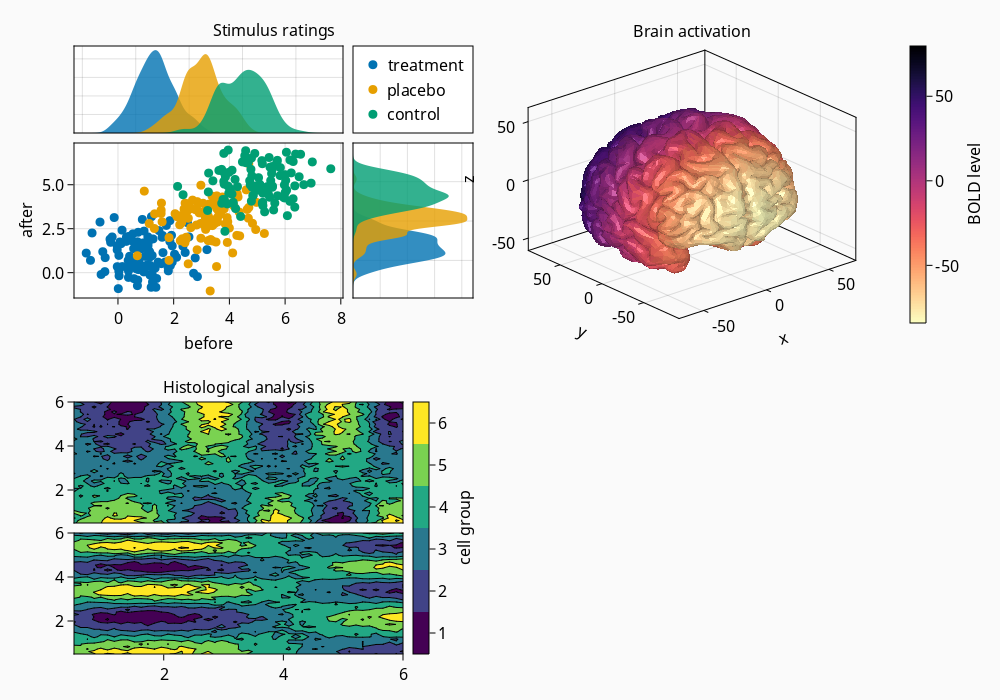 Stimulus ratings
treatment
placebo
control
5.0
2.5
0.0
after
0
2
4
6
8
before
Brain activation
50
0
-50
z
50
0
-50
y
-50
0
50
x
50
0
-50
BOLD level
Histological analysis
6
4
2
6
4
2
2
4
6
6
5
4
3
2
1
cell group